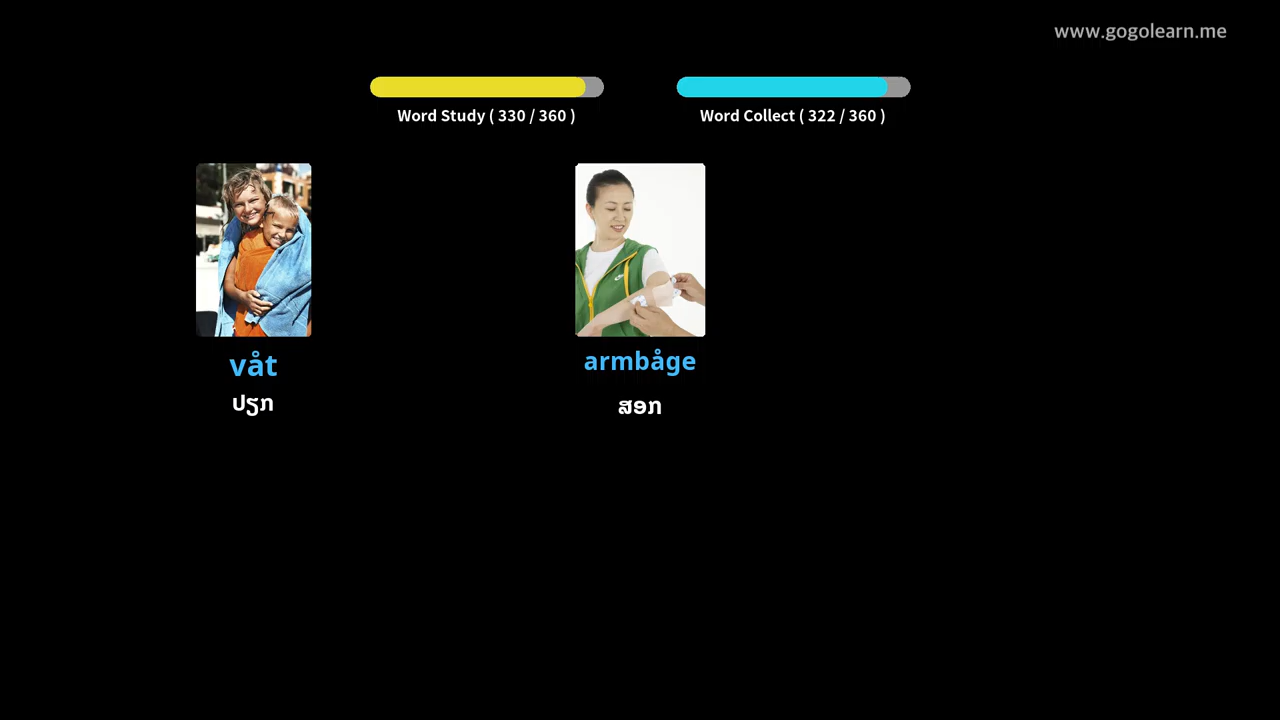 www.gogolearn.me
Word Study ( 330 / 360 )
Word Collect ( 322 / 360 )
våt
armbåge
ປຽກ
ສອກ